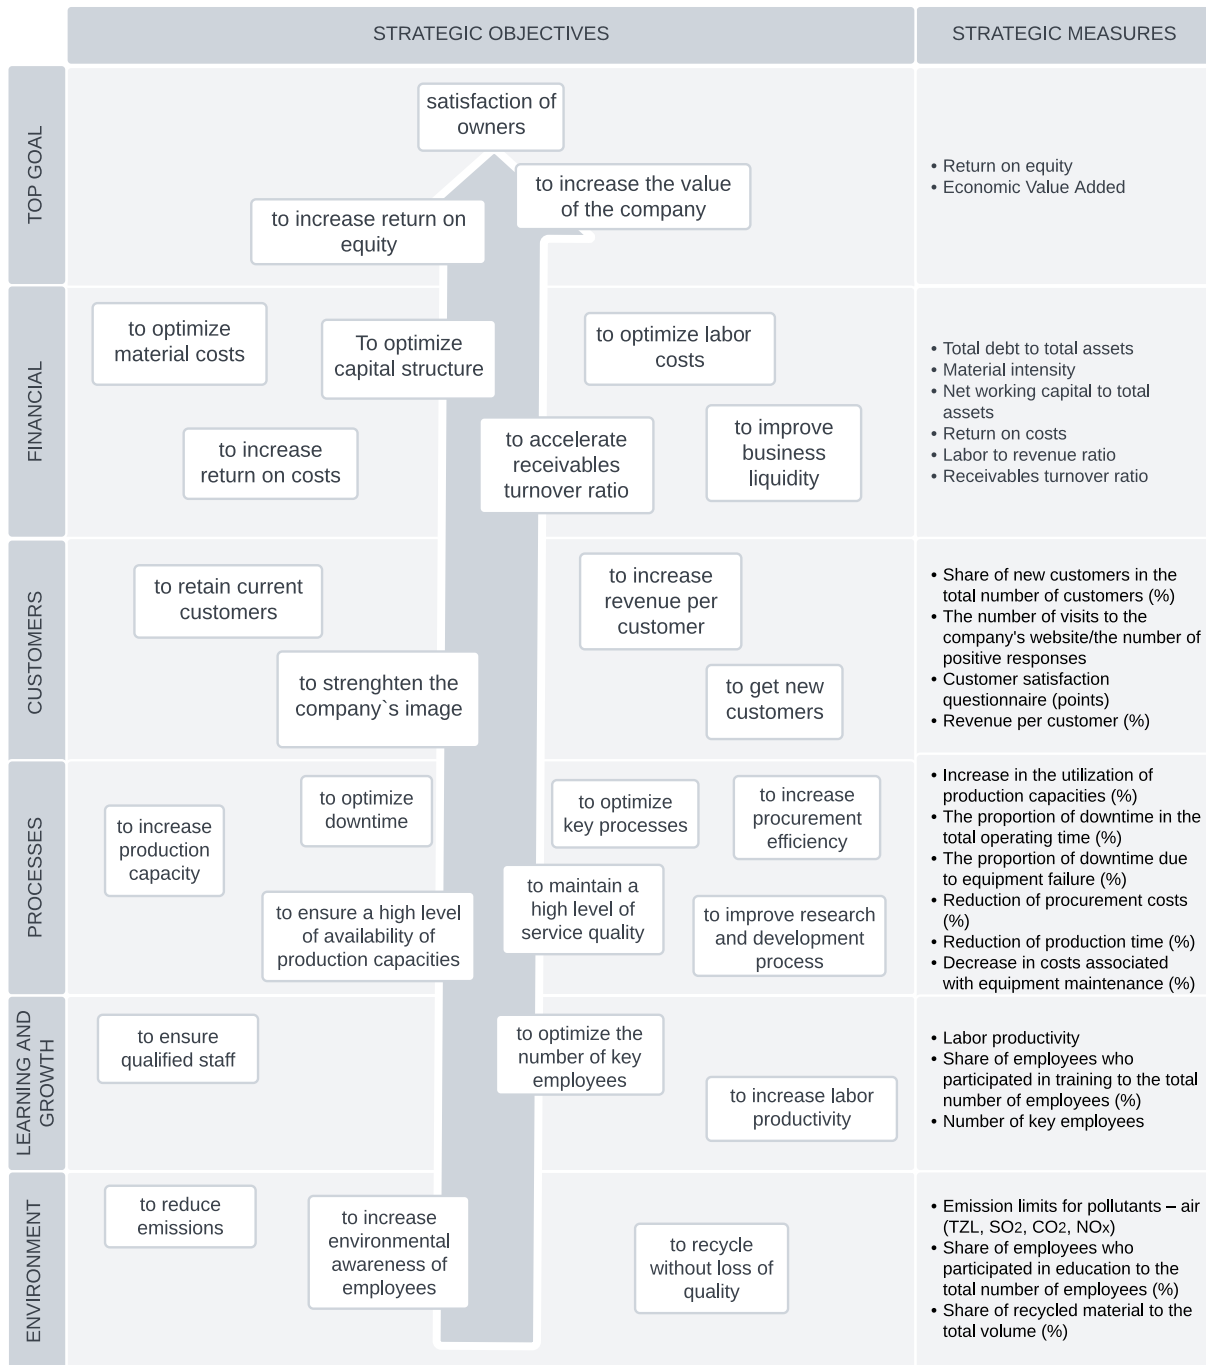 STRATEGIC OBJECTIVES
STRATEGIC MEASURES
TOP GOAL
satisfaction of
owners
to increase the value
of the company
to increase return on
equity
• Return on equity
• Economic Value Added
FINANCIAL
to optimize
material costs
To optimize
capital structure
to optimize labor
costs
to increase
return on costs
to accelerate
receivables
turnover ratio
to improve
business
liquidity
• Total debt to total assets
• Material intensity
• Net working capital to total
assets
• Return on costs
• Labor to revenue ratio
• Receivables turnover ratio
CUSTOMERS
to retain current
customers
to increase
revenue per
customer
to strenghten the
company`s image
to get new
customers
• Share of new customers in the
total number of customers (%)
• The number of visits to the
company's website/the number of
positive responses
• Customer satisfaction
questionnaire (points)
• Revenue per customer (%)
PROCESSES
to increase
production
capacity
to optimize
downtime
to optimize
key processes
to increase
procurement
efficiency
to ensure a high level
of availability of
production capacities
to maintain a
high level of
service quality
to improve research
and development
process
• Increase in the utilization of
production capacities (%)
• The proportion of downtime in the
total operating time (%)
• The proportion of downtime due
to equipment failure (%)
• Reduction of procurement costs
(%)
• Reduction of production time (%)
• Decrease in costs associated
with equipment maintenance (%)
LEARNING AND
GROWTH
to ensure
qualified staff
to optimize the
number of key
employees
to increase labor
productivity
• Labor productivity
• Share of employees who
participated in training to the total
number of employees (%)
• Number of key employees
ENVIRONMENT
to reduce
emissions
to increase
environmental
awareness of
employees
to recycle
without loss of
quality
• Emission limits for pollutants – air
(TZL, SO2, CO2, NOx)
• Share of employees who
participated in education to the
total number of employees (%)
• Share of recycled material to the
total volume (%)